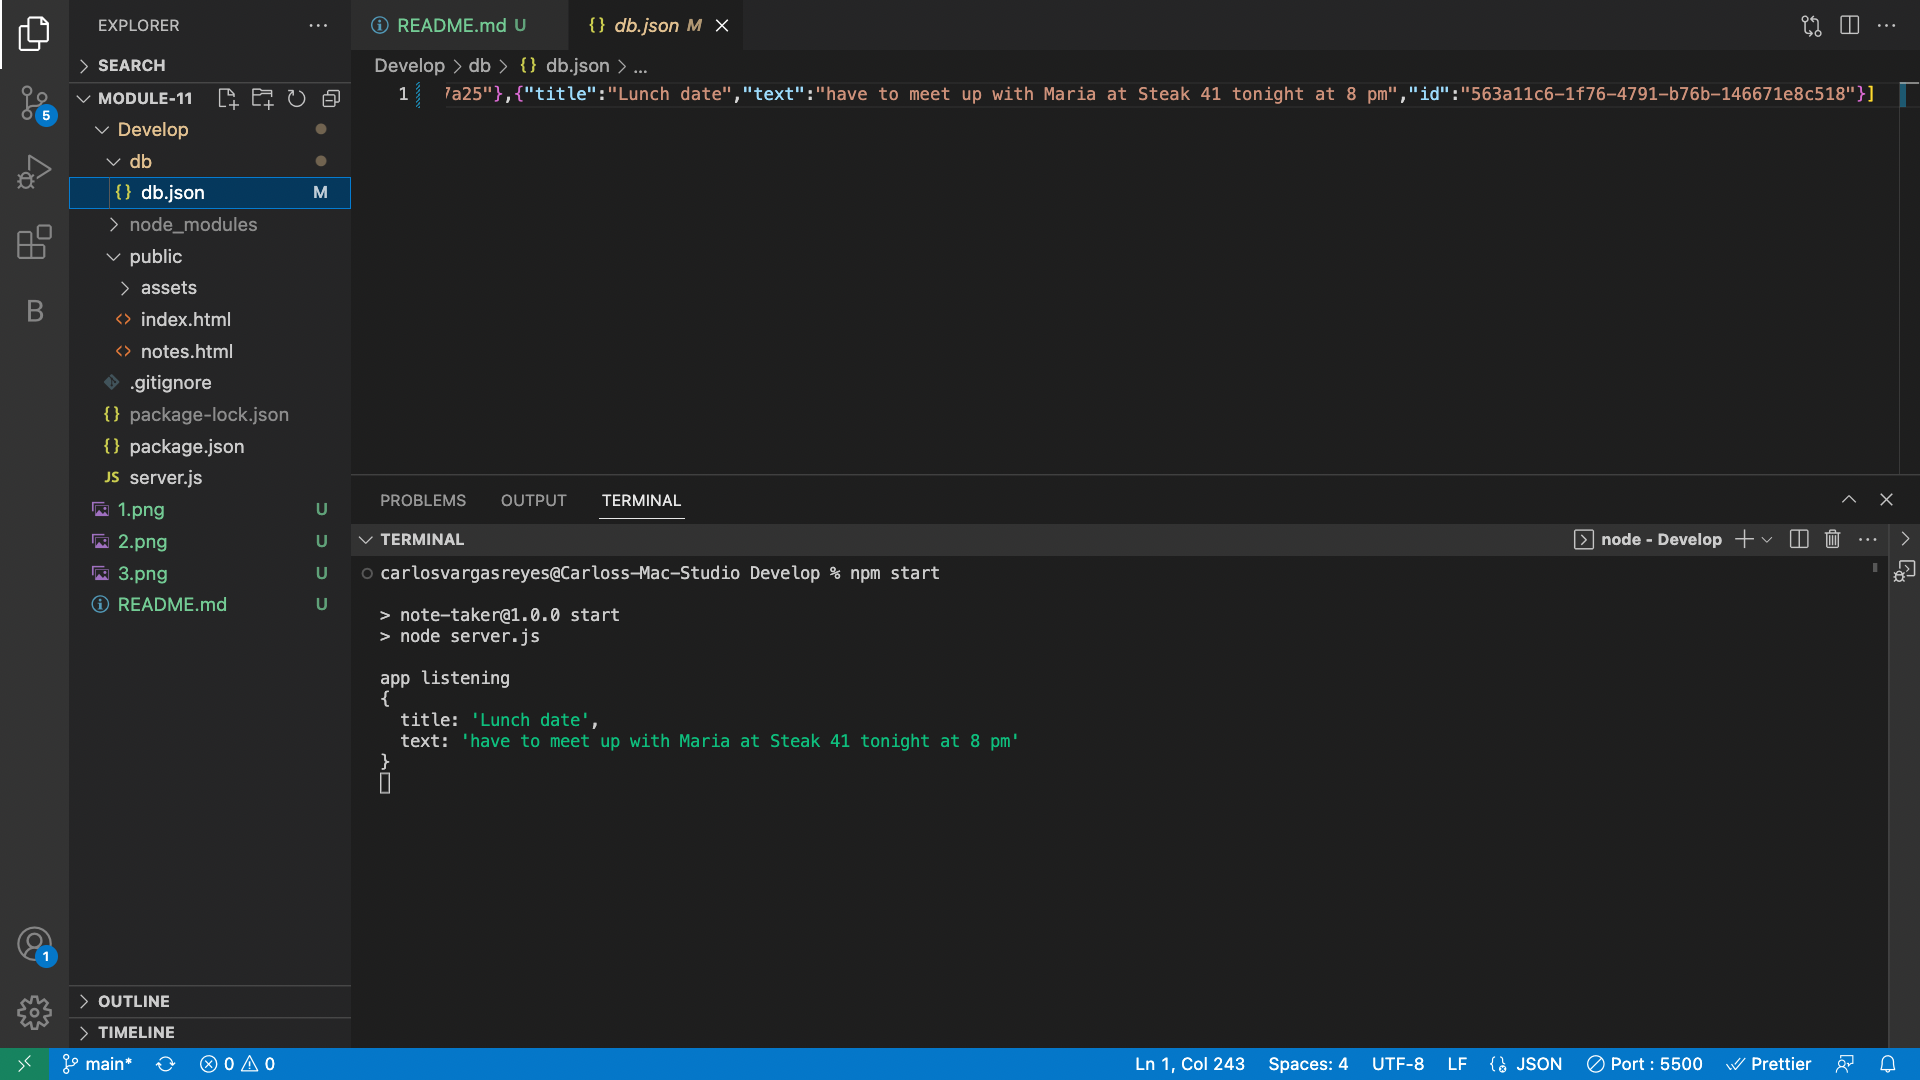 EXPLORER
SEARCH
MODULE-11
Develop
db
{} db.json M
node_modules
public
assets
<> index.html
<> notes.html
.gitignore
{} package-lock.json
{} package.json
JS server.js
1.png U
2.png U
3.png U
README.md U
OUTLINE
TIMELINE
5
B
1
README.md U
{} db.json M
Develop > db > {} db.json > ...
1 7a25"},{"title":"Lunch date","text":"have to meet up with Maria at Steak 41 tonight at 8 pm","id":"563a11c6-1f76-4791-b76b-146671e8c518"}]
PROBLEMS OUTPUT TERMINAL
TERMINAL
node - Develop
carlosvargasreyes@Carloss-Mac-Studio Develop % npm start
> note-taker@1.0.0 start
> node server.js
app listening
{
title: 'Lunch date',
text: 'have to meet up with Maria at Steak 41 tonight at 8 pm'
}
main* 0 0 Ln 1, Col 243 Spaces: 4 UTF-8 LF JSON Port : 5500 Prettier